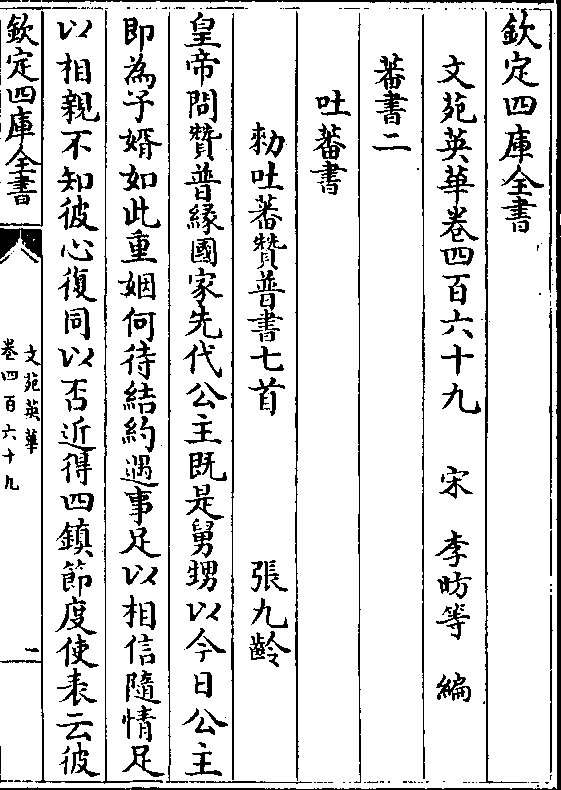 欽定四庫全書
文苑英華卷四百六十九 宋 李昉等 編
蕃書二
吐蕃書
勑吐蕃贊普書七首 張九齡
皇帝問贊普緣國家先代公主既是舅甥以今日公主
即為子婿如此重姻何待結約遇事足以相信隨情足
以相親不知彼心復同以否近得四鎮節度使表云彼
欽定四庫全書
文苑英華
卷四百六十九
二